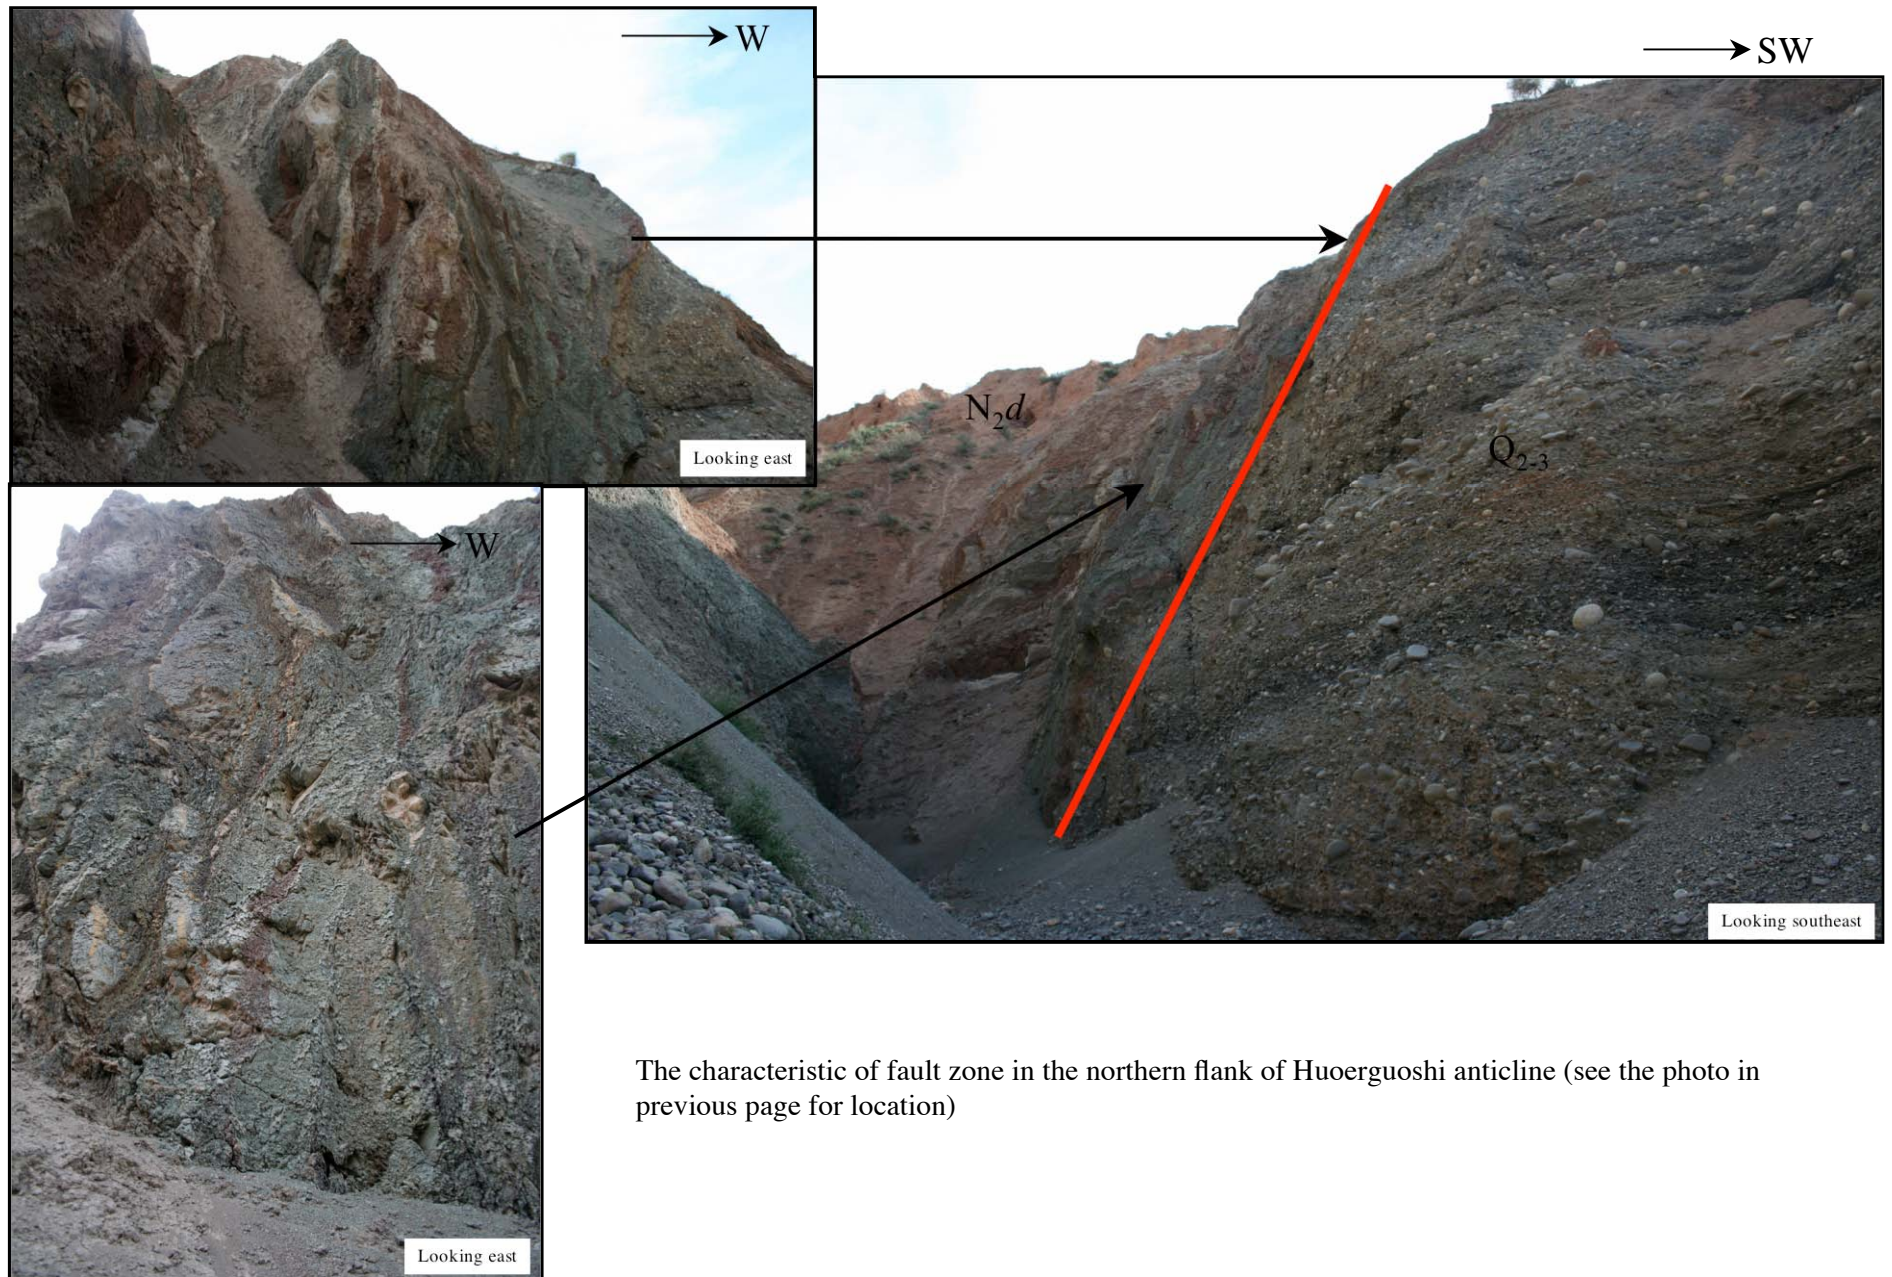 W
SW
Looking east
N₂d
Q₂₋₃
W
Looking southeast
Looking east
The characteristic of fault zone in the northern flank of Huoerguoshi anticline (see the photo in
previous page for location)